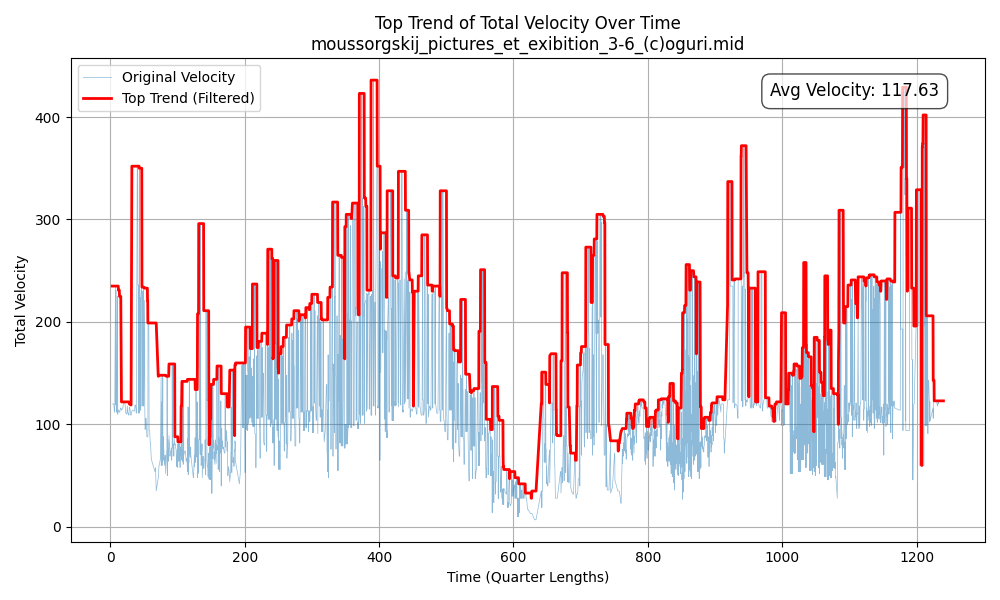 Top Trend of Total Velocity Over Time
moussorgskij_pictures_et_exibition_3-6_(c)oguri.mid
Original Velocity
Top Trend (Filtered)
Avg Velocity: 117.63
Total Velocity
400
300
200
100
0
0 200 400 600 800 1000 1200
Time (Quarter Lengths)